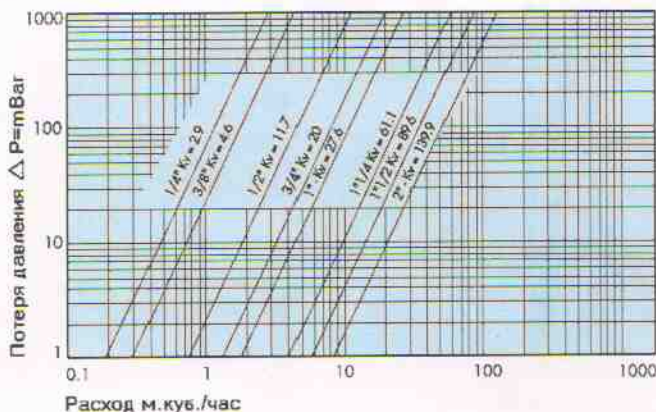 Потеря давления △ P=mBar
1000
100
10
1
1/4" Kv = 2.9
3/8" Kv = 4.6
1/2" Kv = 11.7
3/4" Kv = 20
1". Kv = 27.6
1"1/4 Kv = 61.1
1"1/2 Kv = 89.6
2". Kv = 139.9
0.1 1 10 100 1000
Расход м.куб./час